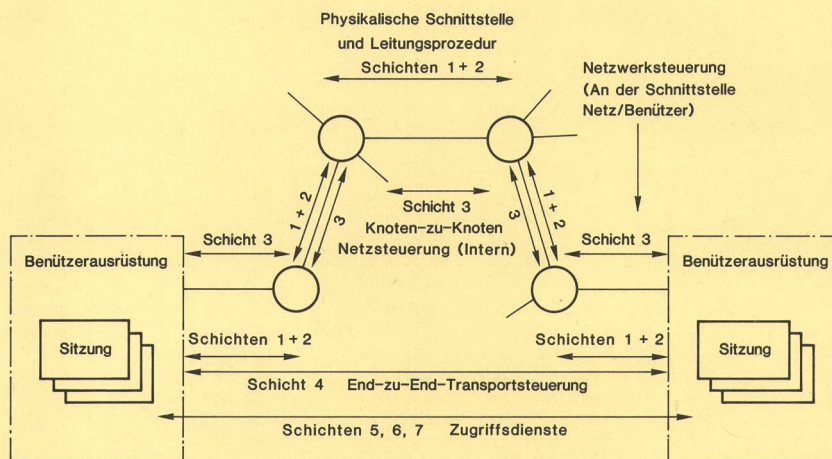 Physikalische Schnittstelle
und Leitungsprozedur
Schichten 1 + 2
Netzwerksteuerung
(An der Schnittstelle
Netz/Benützer)
1 + 2
3
Schicht 3
Knoten-zu-Knoten
Netzsteuerung (Intern)
3
1 + 2
Schicht 3
Schicht 3
Benützerausrüstung
Benützerausrüstung
Sitzung
Schichten 1 + 2
Schichten 1 + 2
Sitzung
Schicht 4 End-zu-End-Transportsteuerung
Schichten 5, 6, 7 Zugriffsdienste